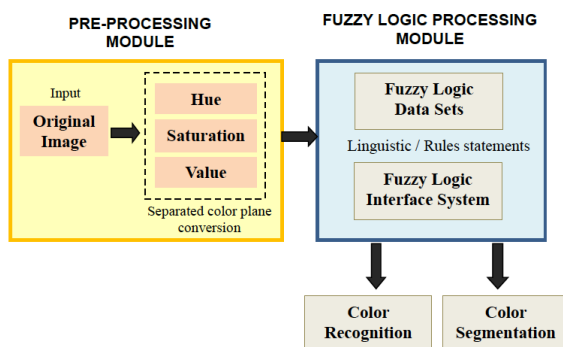 PRE-PROCESSING
MODULE
Input
Original
Image
Hue
Saturation
Value
Separated color plane
conversion
FUZZY LOGIC PROCESSING
MODULE
Fuzzy Logic
Data Sets
Linguistic / Rules statements
Fuzzy Logic
Interface System
Color
Recognition
Color
Segmentation